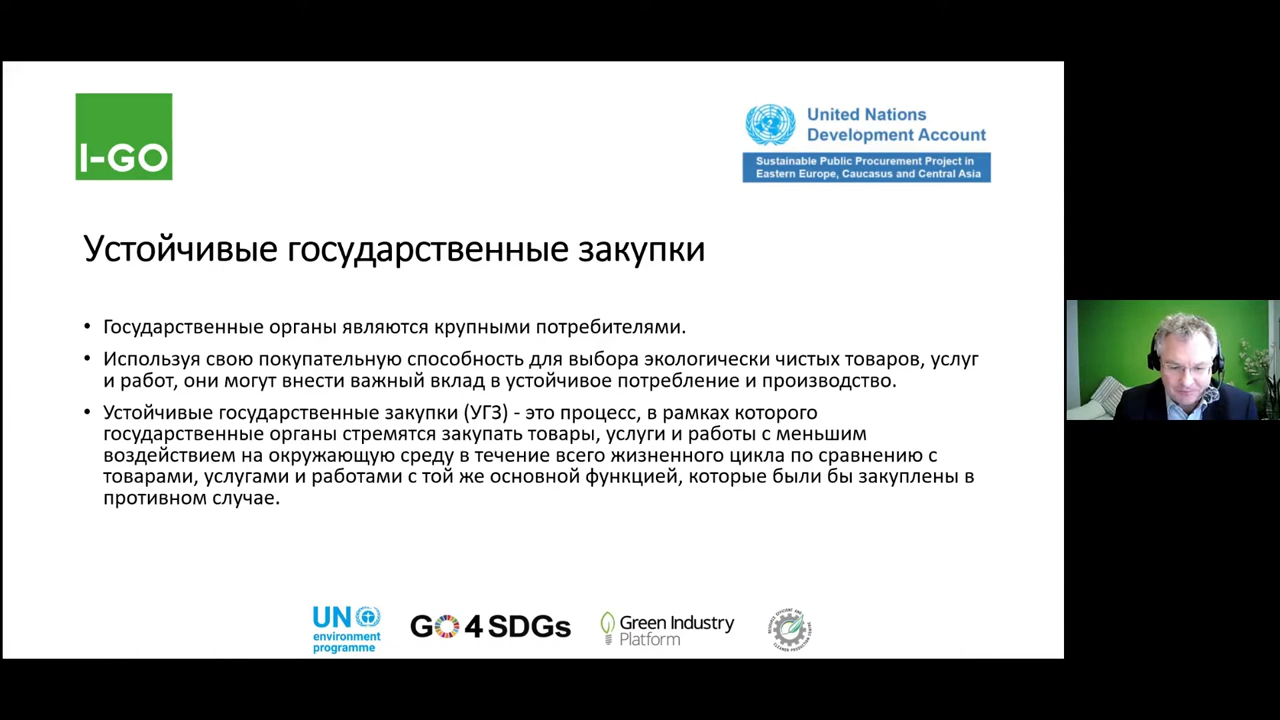 I-GO
United Nations
Development Account
Sustainable Public Procurement Project in
Eastern Europe, Caucasus and Central Asia
Устойчивые государственные закупки
• Государственные органы являются крупными потребителями.
• Используя свою покупательную способность для выбора экологически чистых товаров, услуг
и работ, они могут внести важный вклад в устойчивое потребление и производство.
• Устойчивые государственные закупки (УГЗ) - это процесс, в рамках которого
государственные органы стремятся закупать товары, услуги и работы с меньшим
воздействием на окружающую среду в течение всего жизненного цикла по сравнению с
товарами, услугами и работами с той же основной функцией, которые были бы закуплены в
противном случае.
UN
environment
programme
GO4SDGs
Green Industry
Platform